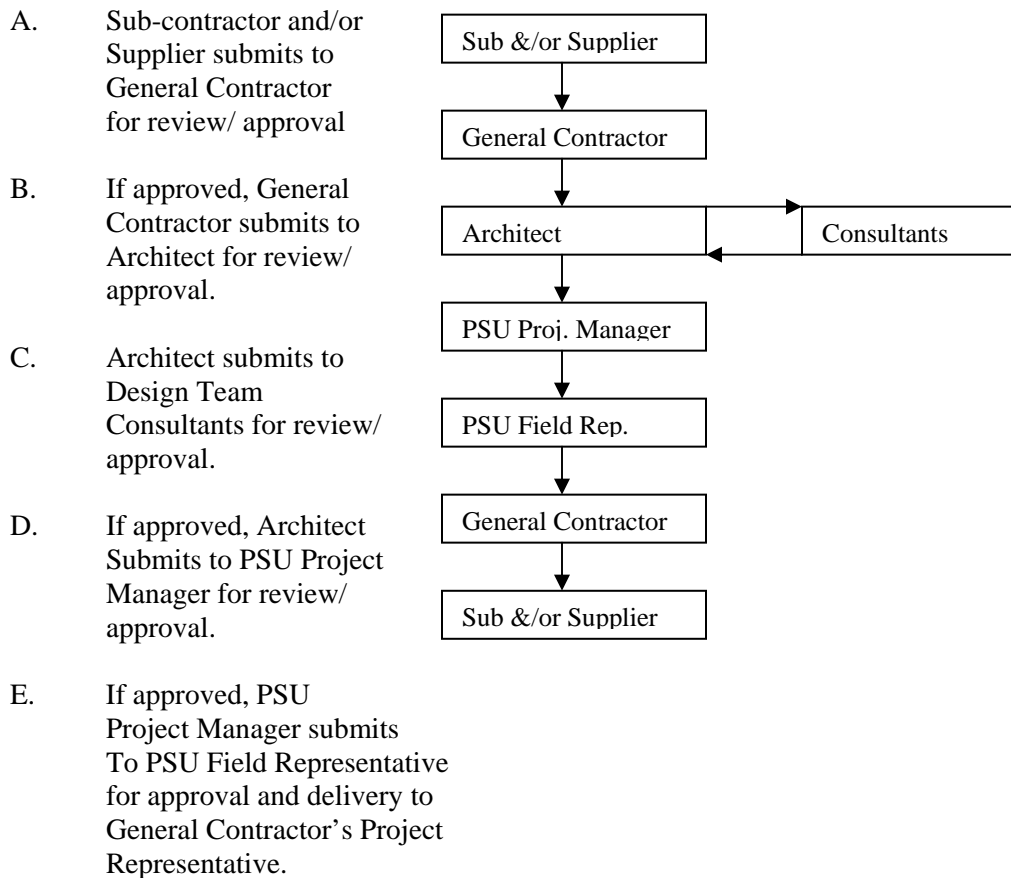 A. Sub-contractor and/or
Supplier submits to
General Contractor
for review/ approval
B. If approved, General
Contractor submits to
Architect for review/
approval.
C. Architect submits to
Design Team
Consultants for review/
approval.
D. If approved, Architect
Submits to PSU Project
Manager for review/
approval.
E. If approved, PSU
Project Manager submits
To PSU Field Representative
for approval and delivery to
General Contractor’s Project
Representative.
Sub &/or Supplier
General Contractor
Architect
Consultants
PSU Proj. Manager
PSU Field Rep.
General Contractor
Sub &/or Supplier